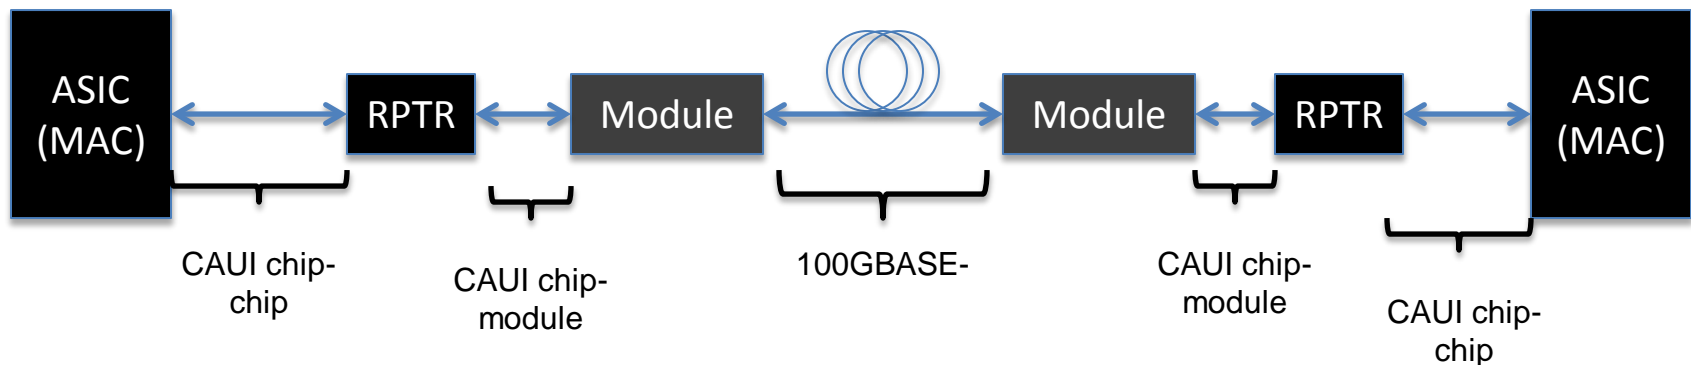 ASIC
(MAC)
RPTR
Module
Module
RPTR
ASIC
(MAC)
CAUI chip-
chip
CAUI chip-
module
100GBASE-
CAUI chip-
module
CAUI chip-
chip